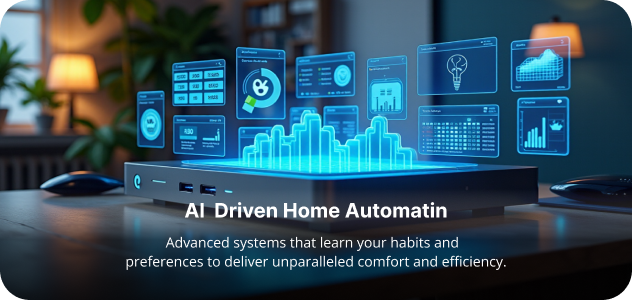 AI Driven Home Automatin
Advanced systems that learn your habits and
preferences to deliver unparalleled comfort and efficiency.